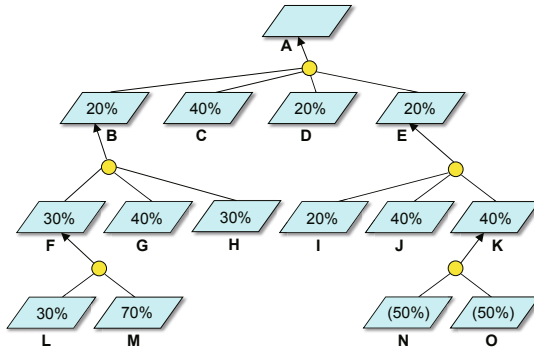 A
20% 40% 20% 20%
B C D E
30% 40% 30% 20% 40% 40%
F G H I J K
30% 70% (50%) (50%)
L M N O